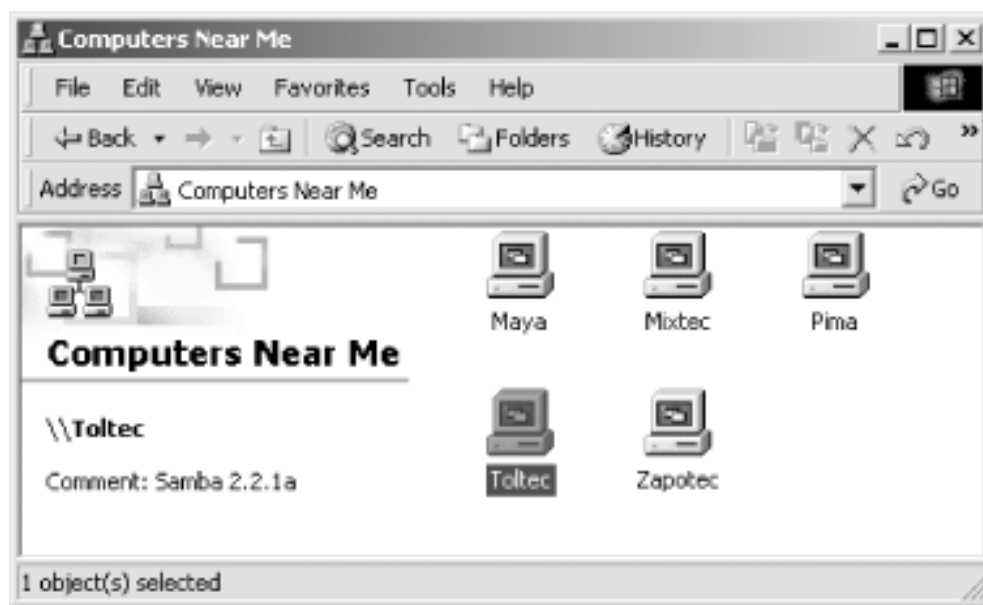 Computers Near Me
File Edit View Favorites Tools Help
Back Search Folders History »
Address Computers Near Me Go
Maya Mixtec Pima
Computers Near Me
\\Toltec
Comment: Samba 2.2.1a
Toltec Zapotec
1 object(s) selected